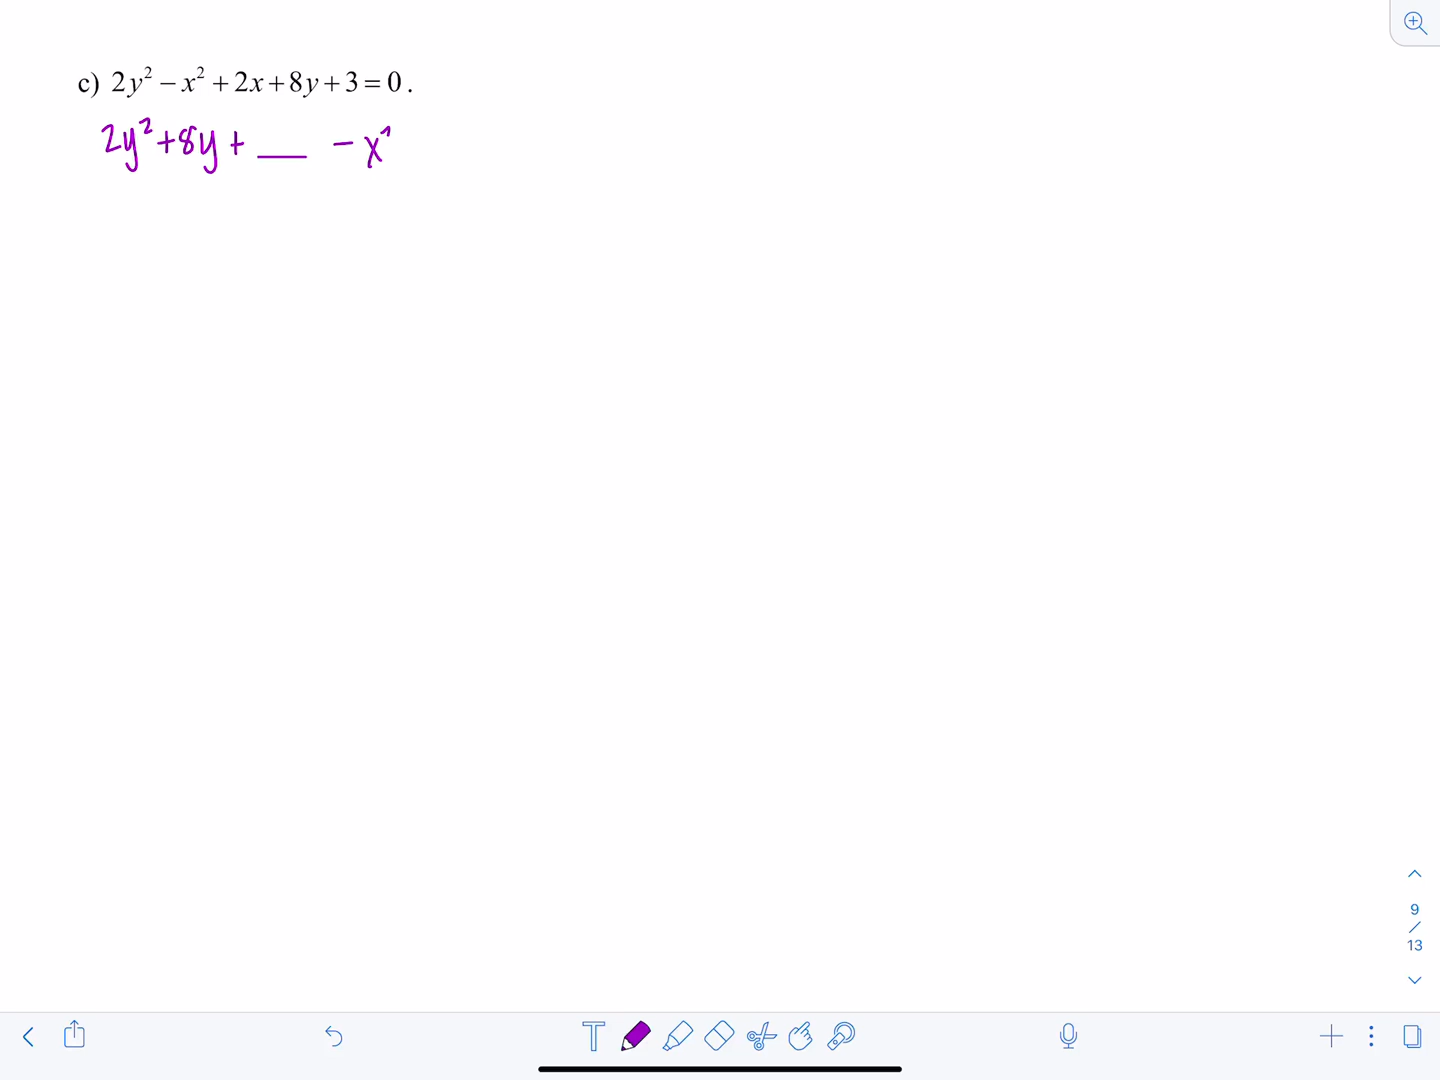 c) 2y² − x² + 2x + 8y + 3 = 0.
2y² + 8y + ___ − x²
9
/
13
T